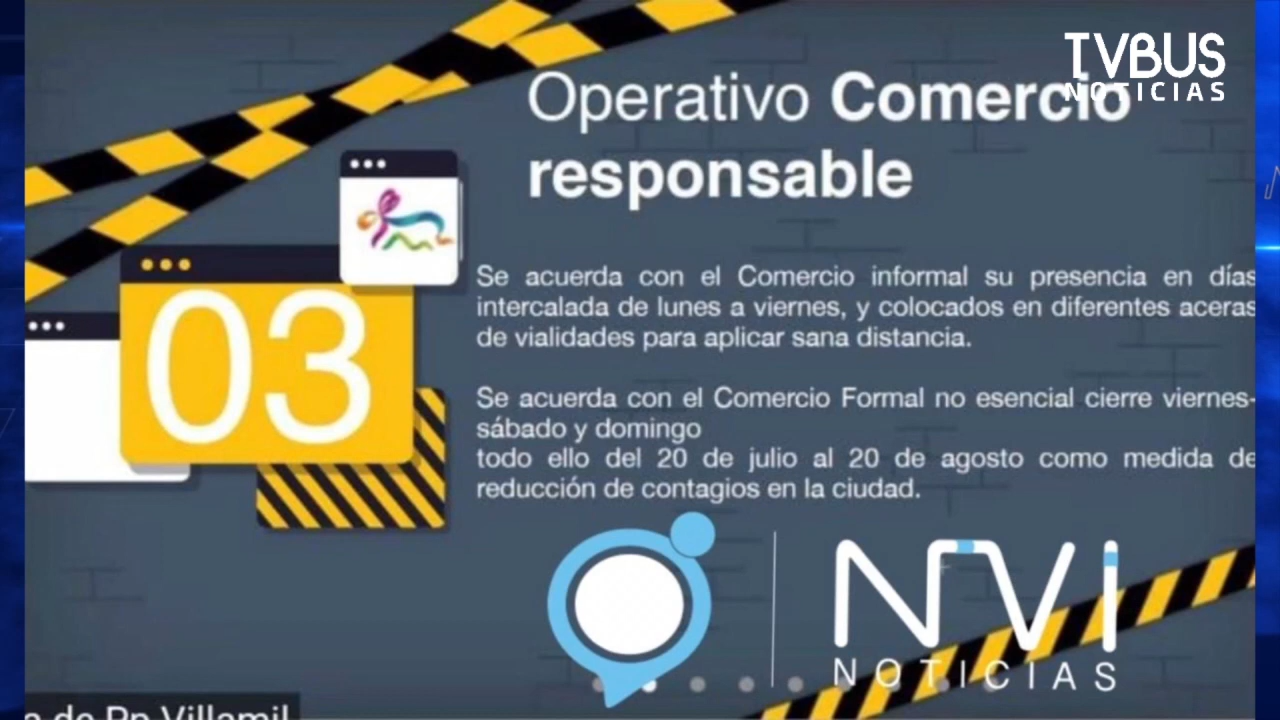 TVBUS
NOTICIAS
Operativo Comercio
responsable
03
Se acuerda con el Comercio informal su presencia en días
intercalada de lunes a viernes, y colocados en diferentes aceras
de vialidades para aplicar sana distancia.
Se acuerda con el Comercio Formal no esencial cierre viernes-
sábado y domingo
todo ello del 20 de julio al 20 de agosto como medida de
reducción de contagios en la ciudad.
NVI
NOTICIAS
de Pp Villamil